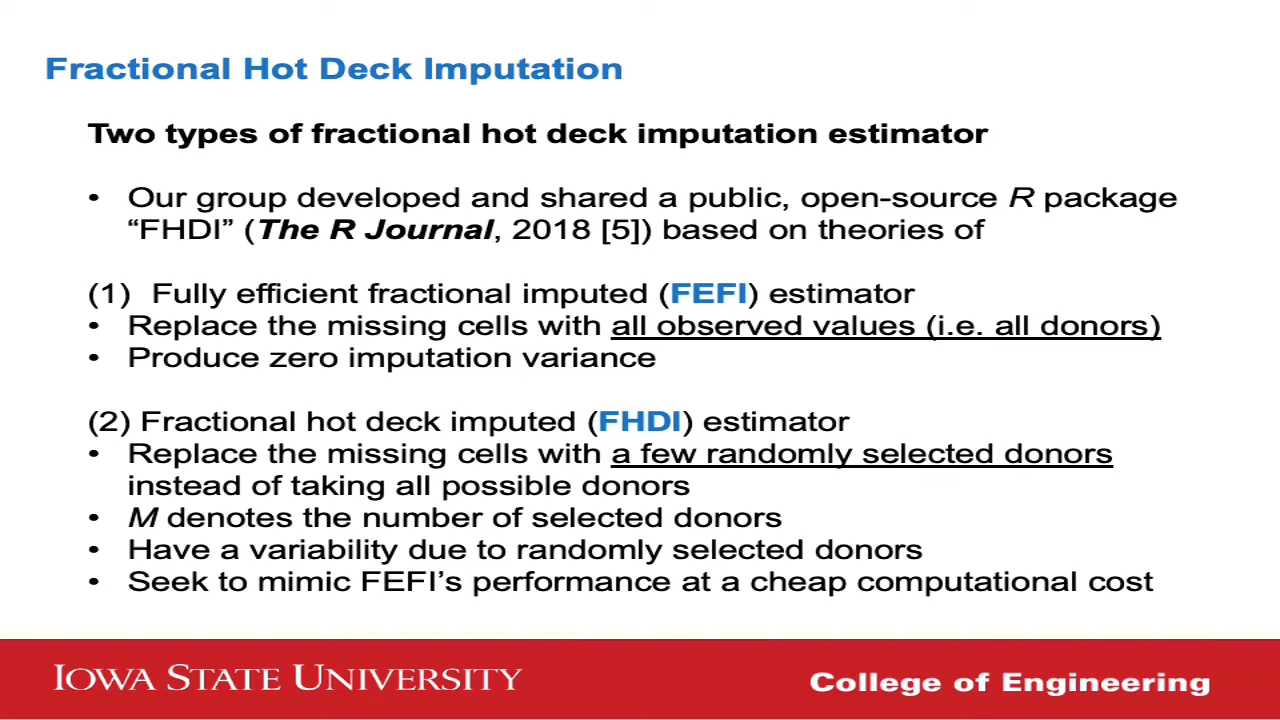 Fractional Hot Deck Imputation
Two types of fractional hot deck imputation estimator
• Our group developed and shared a public, open-source R package
“FHDI” (The R Journal, 2018 [5]) based on theories of
(1) Fully efficient fractional imputed (FEFI) estimator
• Replace the missing cells with all observed values (i.e. all donors)
• Produce zero imputation variance
(2) Fractional hot deck imputed (FHDI) estimator
• Replace the missing cells with a few randomly selected donors
instead of taking all possible donors
• M denotes the number of selected donors
• Have a variability due to randomly selected donors
• Seek to mimic FEFI’s performance at a cheap computational cost
IOWA STATE UNIVERSITY
College of Engineering